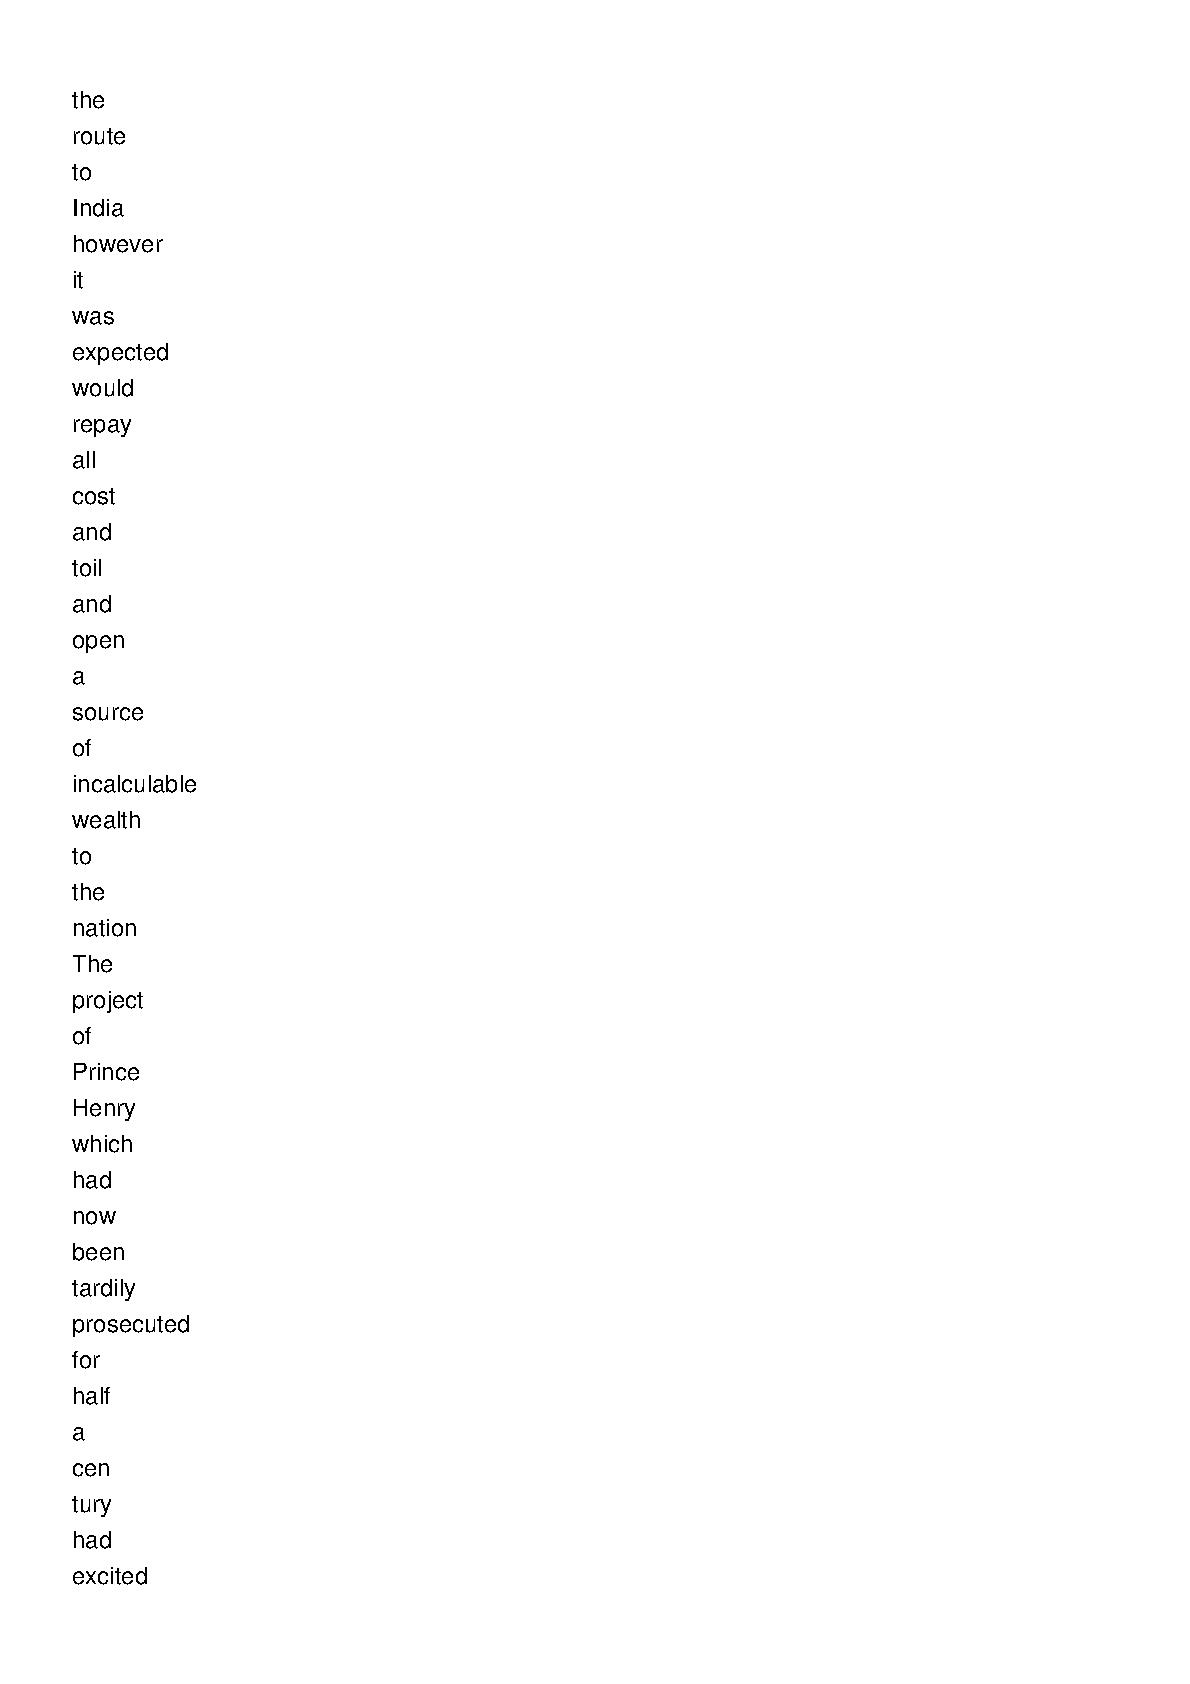 the
route
to
India
however
it
was
expected
would
repay
all
cost
and
toil
and
open
a
source
of
incalculable
wealth
to
the
nation
The
project
of
Prince
Henry
which
had
now
been
tardily
prosecuted
for
half
a
cen
tury
had
excited